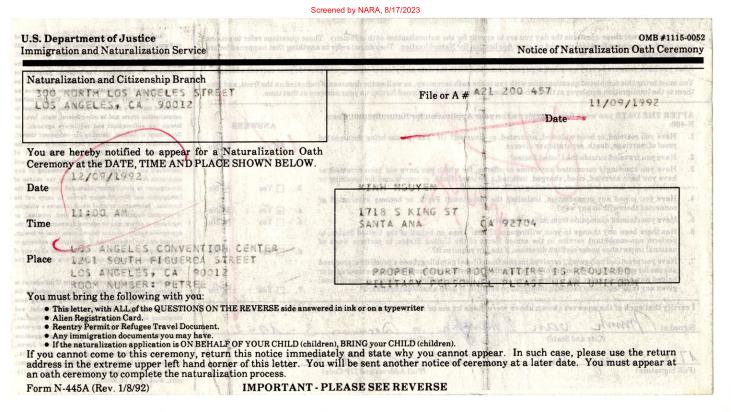 Screened by NARA, 8/17/2023
U.S. Department of Justice
Immigration and Naturalization Service
OMB #1115-0052
Notice of Naturalization Oath Ceremony
Naturalization and Citizenship Branch
300 NORTH LOS ANGELES STREET
LOS ANGELES, CA 90012
File or A # A21 200 457
11/09/1992
Date
You are hereby notified to appear for a Naturalization Oath
Ceremony at the DATE, TIME AND PLACE SHOWN BELOW.
12/09/1992
Date
11:00 AM
Time
LOS ANGELES CONVENTION CENTER
Place 1201 SOUTH FIGUEROA STREET
LOS ANGELES, CA 90012
ROOM NUMBER: PETREE
KINH NGUYEN
1718 S KING ST
SANTA ANA CA 92704
PROPER COURT ROOM ATTIRE IS REQUIRED
MILITARY PERSONNEL PLEASE WEAR UNIFORM
You must bring the following with you:
● This letter, with ALL of the QUESTIONS ON THE REVERSE side answered in ink or on a typewriter
● Alien Registration Card.
● Reentry Permit or Refugee Travel Document.
● Any immigration documents you may have.
● If the naturalization application is ON BEHALF OF YOUR CHILD (children), BRING your CHILD (children).
If you cannot come to this ceremony, return this notice immediately and state why you cannot appear. In such case, please use the return
address in the extreme upper left hand corner of this letter. You will be sent another notice of ceremony at a later date. You must appear at
an oath ceremony to complete the naturalization process.
Form N-445A (Rev. 1/8/92) IMPORTANT - PLEASE SEE REVERSE